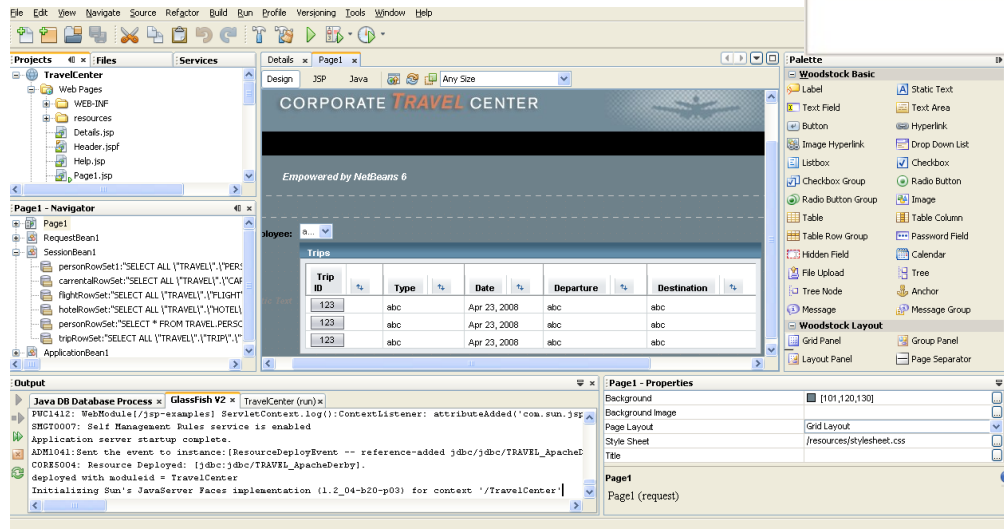 File Edit View Navigate Source Refactor Build Run Profile Versioning Tools Window Help
Projects Files Services
TravelCenter
Web Pages
WEB-INF
resources
Details.jsp
Header.jspf
Help.jsp
Page1.jsp
Page1 - Navigator
Page1
RequestBean1
SessionBean1
personRowSet1:"SELECT ALL \"TRAVEL\".\"PERS
carrentalRowSet:"SELECT ALL \"TRAVEL\".\"CAR
flightRowSet:"SELECT ALL \"TRAVEL\".\"FLIGHT"
hotelRowSet:"SELECT ALL \"TRAVEL\".\"HOTEL\
personRowSet:"SELECT * FROM TRAVEL.PERSC
tripRowSet:"SELECT ALL \"TRAVEL\".\"TRIP\".\"
ApplicationBean1
Details Page1
Design JSP Java Any Size
CORPORATE TRAVEL CENTER
Empowered by NetBeans 6
ployee: a...
Trips
Trip ID Type Date Departure Destination
123 abc Apr 23, 2008 abc abc
123 abc Apr 23, 2008 abc abc
123 abc Apr 23, 2008 abc abc
Palette
Woodstock Basic
Label Static Text
Text Field Text Area
Button Hyperlink
Image Hyperlink Drop Down List
Listbox Checkbox
Checkbox Group Radio Button
Radio Button Group Image
Table Table Column
Table Row Group Password Field
Hidden Field Calendar
File Upload Tree
Tree Node Anchor
Message Message Group
Woodstock Layout
Grid Panel Group Panel
Layout Panel Page Separator
Output
Java DB Database Process GlassFish V2 TravelCenter (run)
PWC1412: WebModule[/jsp-examples] ServletContext.log():ContextListener: attributeAdded('com.sun.jsp
SMGT0007: Self Management Rules service is enabled
Application server startup complete.
ADM1041:Sent the event to instance:[ResourceDeployEvent -- reference-added jdbc/jdbc/TRAVEL_ApacheD
CORE5004: Resource Deployed: [jdbc:jdbc/TRAVEL_ApacheDerby].
deployed with moduleid = TravelCenter
Initializing Sun's JavaServer Faces implementation (1.2_04-b20-p03) for context '/TravelCenter'
Page1 - Properties
Background [101,120,130]
Background Image
Page Layout Grid Layout
Style Sheet /resources/stylesheet.css
Title
Page1
Page1 (request)